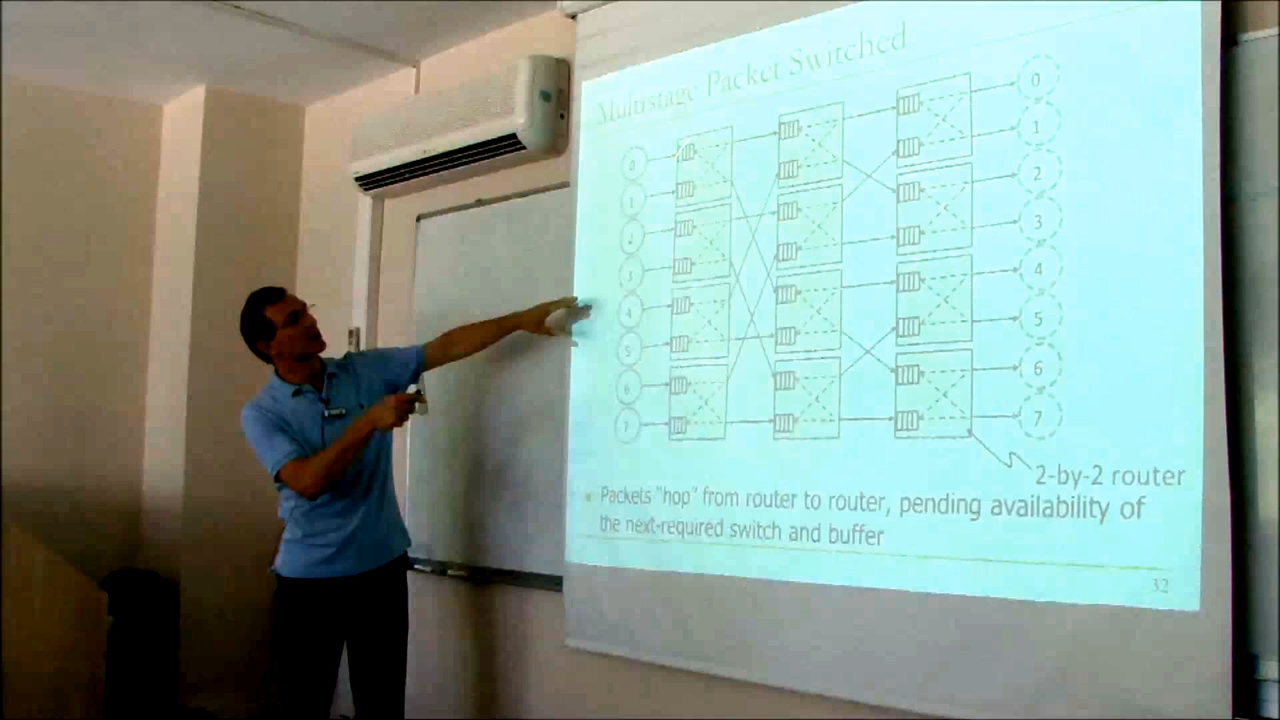 Multistage Packet Switched
0 0
1 1
2 2
3 3
4 4
5 5
6 6
7 7
2-by-2 router
Packets "hop" from router to router, pending availability of
the next-required switch and buffer
32